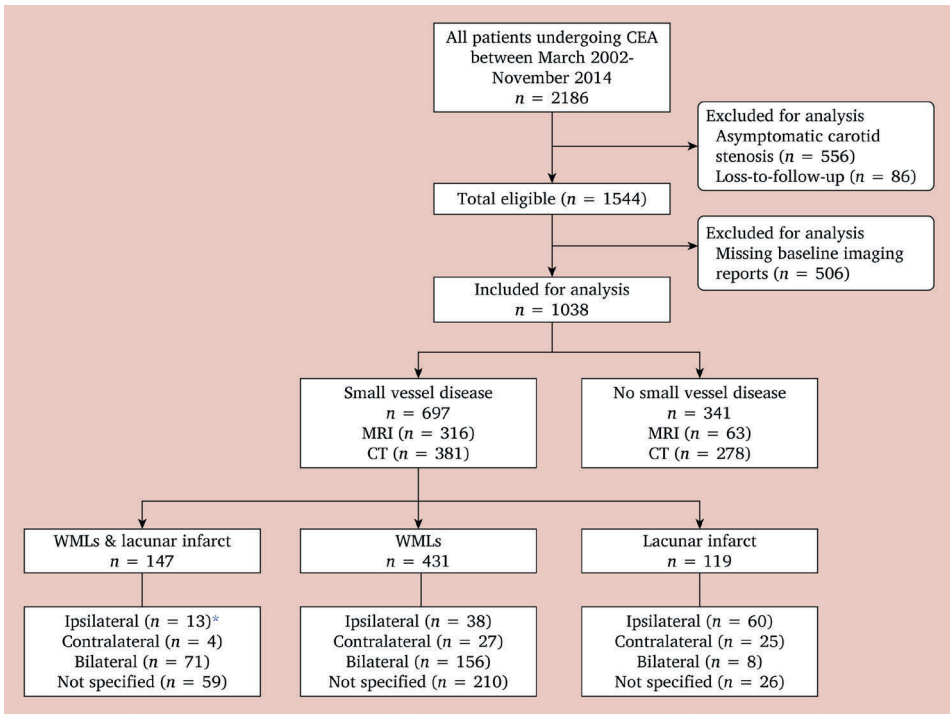 All patients undergoing CEA
between March 2002-
November 2014
n = 2186
Excluded for analysis
Asymptomatic carotid
stenosis (n = 556)
Loss-to-follow-up (n = 86)
Total eligible (n = 1544)
Excluded for analysis
Missing baseline imaging
reports (n = 506)
Included for analysis
n = 1038
Small vessel disease
n = 697
MRI (n = 316)
CT (n = 381)
No small vessel disease
n = 341
MRI (n = 63)
CT (n = 278)
WMLs & lacunar infarct
n = 147
WMLs
n = 431
Lacunar infarct
n = 119
Ipsilateral (n = 13)*
Contralateral (n = 4)
Bilateral (n = 71)
Not specified (n = 59)
Ipsilateral (n = 38)
Contralateral (n = 27)
Bilateral (n = 156)
Not specified (n = 210)
Ipsilateral (n = 60)
Contralateral (n = 25)
Bilateral (n = 8)
Not specified (n = 26)